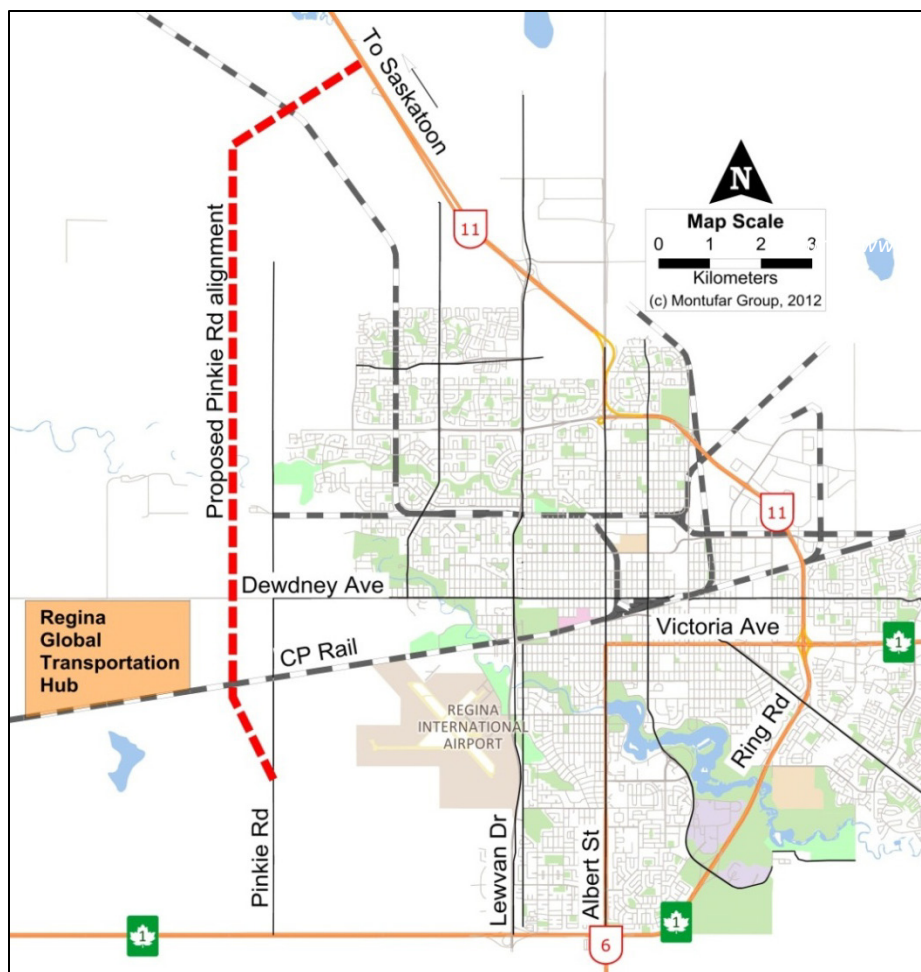 To Saskatoon
11
N
Map Scale
0 1 2 3
Kilometers
(c) Montufar Group, 2012
Proposed Pinkie Rd alignment
11
Dewdney Ave
Regina
Global
Transportation
Hub
CP Rail
Victoria Ave
1
REGINA
INTERNATIONAL
AIRPORT
Ring Rd
Pinkie Rd
Lewvan Dr
Albert St
1
6
1